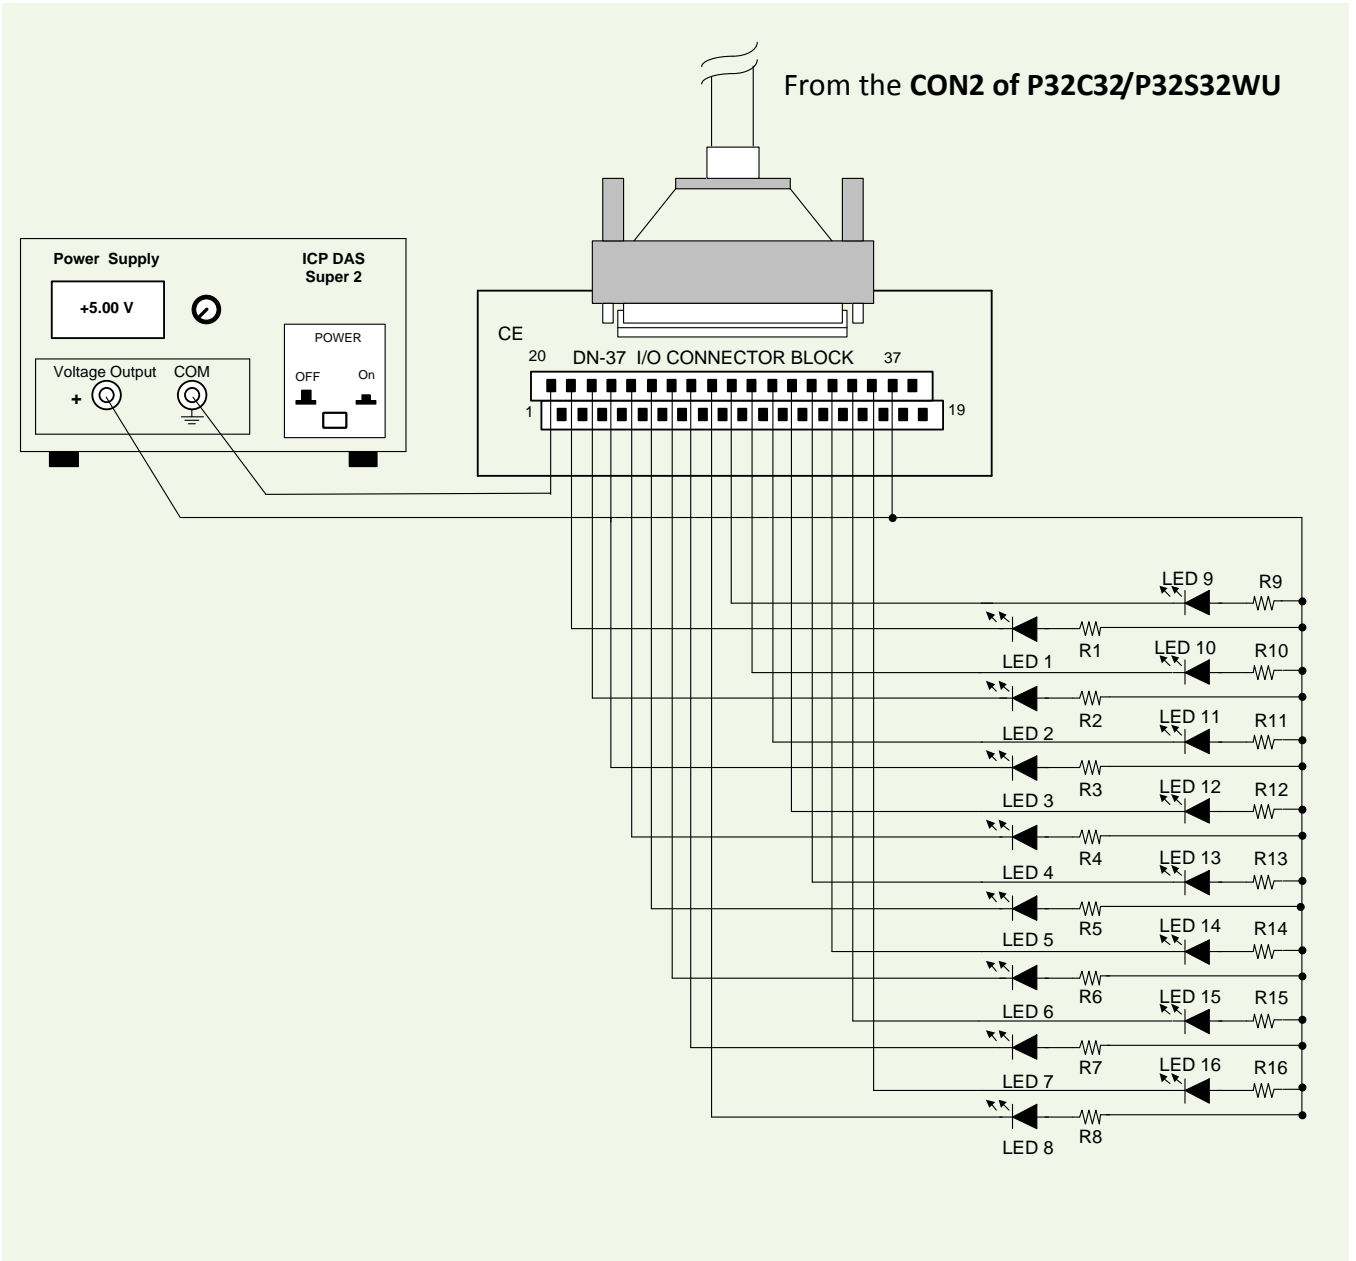 From the CON2 of P32C32/P32S32WU
Power Supply
ICP DAS
Super 2
+5.00 V
POWER
OFF
On
Voltage Output
COM
+
CE
20
DN-37 I/O CONNECTOR BLOCK
37
1
19
LED 9
R9
LED 1
R1
LED 10
R10
LED 2
R2
LED 11
R11
LED 3
R3
LED 12
R12
LED 4
R4
LED 13
R13
LED 5
R5
LED 14
R14
LED 6
R6
LED 15
R15
LED 7
R7
LED 16
R16
LED 8
R8